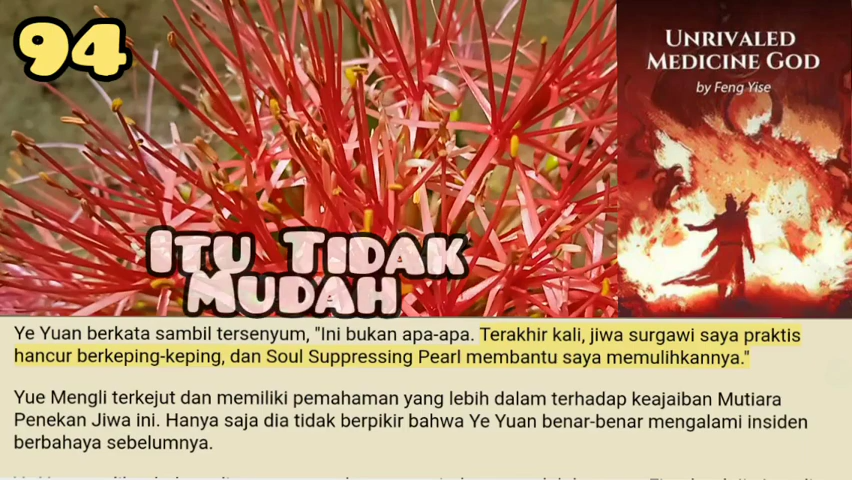 94
UNRIVALED
MEDICINE GOD
by Feng Yise
ITU TIDAK
MUDAH
Ye Yuan berkata sambil tersenyum, "Ini bukan apa-apa. Terakhir kali, jiwa surgawi saya praktis
hancur berkeping-keping, dan Soul Suppressing Pearl membantu saya memulihkannya."
Yue Mengli terkejut dan memiliki pemahaman yang lebih dalam terhadap keajaiban Mutiara
Penekan Jiwa ini. Hanya saja dia tidak berpikir bahwa Ye Yuan benar-benar mengalami insiden
berbahaya sebelumnya.